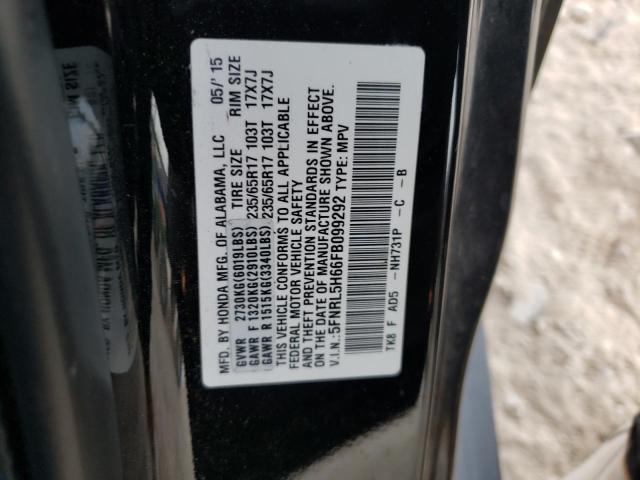 MFD. BY HONDA MFG. OF ALABAMA, LLC 05/'15
GVWR 2730KG(6019LBS) TIRE SIZE RIM SIZE
GAWR F 1320KG(2910LBS) 235/65R17 103T 17X7J
GAWR R 1515KG(3340LBS) 235/65R17 103T 17X7J
THIS VEHICLE CONFORMS TO ALL APPLICABLE
FEDERAL MOTOR VEHICLE SAFETY
AND THEFT PREVENTION STANDARDS IN EFFECT
ON THE DATE OF MANUFACTURE SHOWN ABOVE.
V.I.N.:5FNRL5H66FB099292 TYPE: MPV
TK8 F AD5 -NH731P -C -B